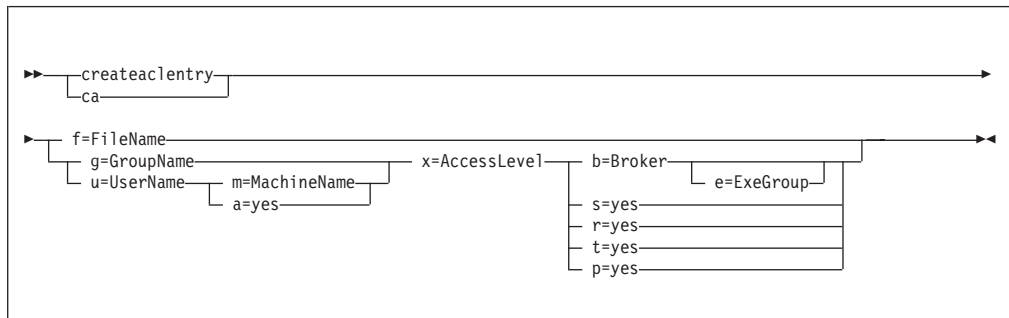 createaclentry
ca
f=FileName
g=GroupName x=AccessLevel b=Broker
u=UserName m=MachineName e=ExeGroup
a=yes s=yes
r=yes
t=yes
p=yes